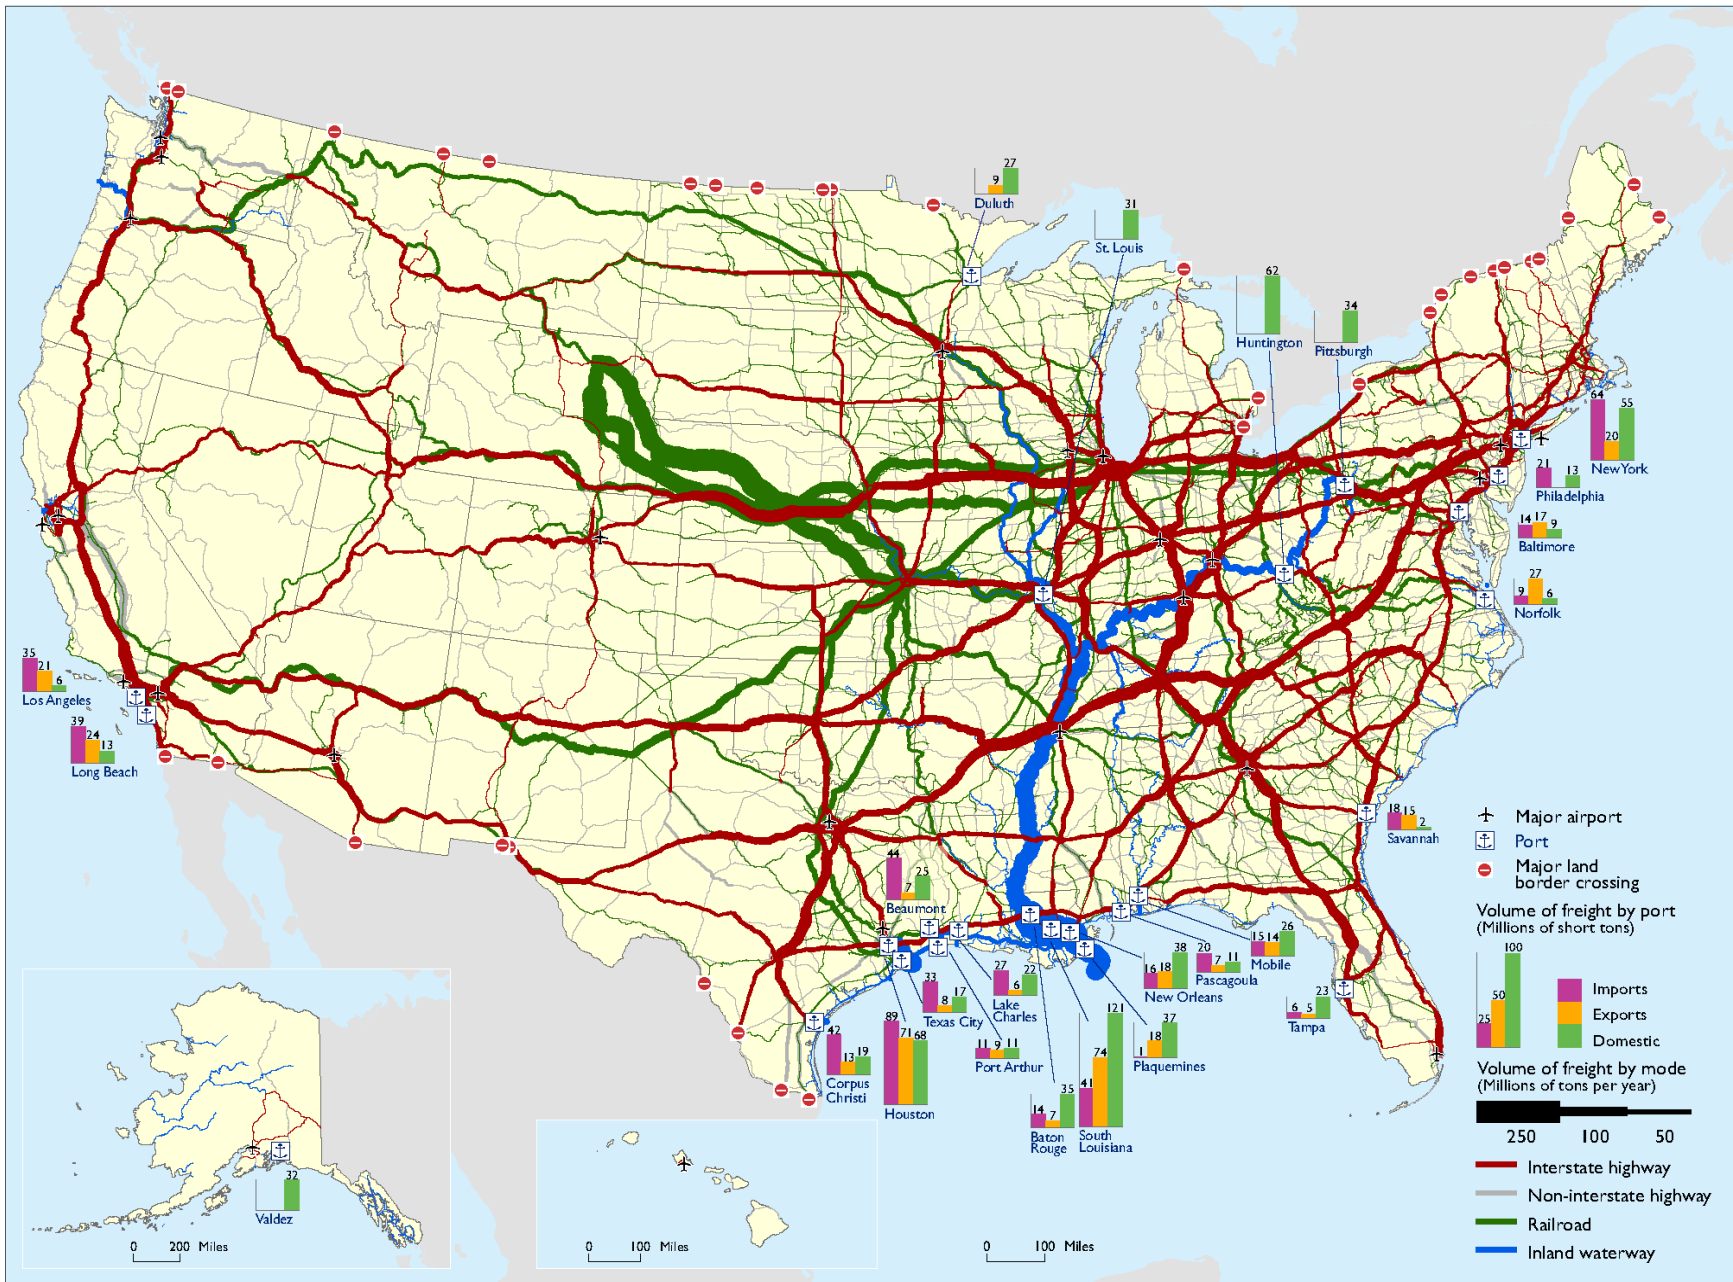 27
9
Duluth
31
St. Louis
62
Huntington
34
Pittsburgh
64
20
55
New York
21
13
Philadelphia
14
17
9
Baltimore
9
27
6
Norfolk
35
21
6
Los Angeles
39
24
13
Long Beach
18
15
2
Savannah
44
7
25
Beaumont
33
8
17
Texas City
27
6
22
Lake
Charles
11
9
11
Port Arthur
16
18
38
New Orleans
20
7
11
Pascagoula
15
14
26
Mobile
6
5
23
Tampa
42
13
19
Corpus
Christi
89
71
68
Houston
14
7
35
Baton
Rouge
41
74
121
South
Louisiana
1
18
37
Plaquemines
32
Valdez
0 200 Miles
0 100 Miles
0 100 Miles
Major airport
Port
Major land
border crossing
Volume of freight by port
(Millions of short tons)
100
50
25
Imports
Exports
Domestic
Volume of freight by mode
(Millions of tons per year)
250 100 50
Interstate highway
Non-interstate highway
Railroad
Inland waterway